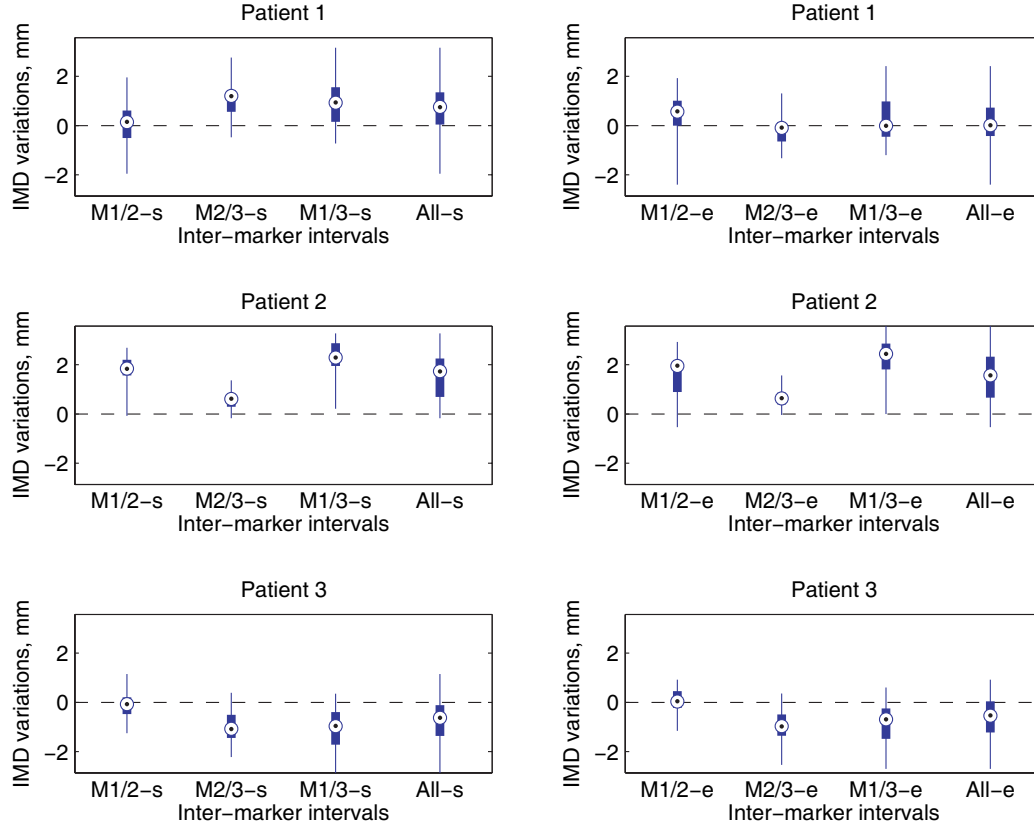 Patient 1
IMD variations, mm
2
0
−2
M1/2−s M2/3−s M1/3−s All−s
Inter−marker intervals
Patient 1
IMD variations, mm
2
0
−2
M1/2−e M2/3−e M1/3−e All−e
Inter−marker intervals
Patient 2
IMD variations, mm
2
0
−2
M1/2−s M2/3−s M1/3−s All−s
Inter−marker intervals
Patient 2
IMD variations, mm
2
0
−2
M1/2−e M2/3−e M1/3−e All−e
Inter−marker intervals
Patient 3
IMD variations, mm
2
0
−2
M1/2−s M2/3−s M1/3−s All−s
Inter−marker intervals
Patient 3
IMD variations, mm
2
0
−2
M1/2−e M2/3−e M1/3−e All−e
Inter−marker intervals